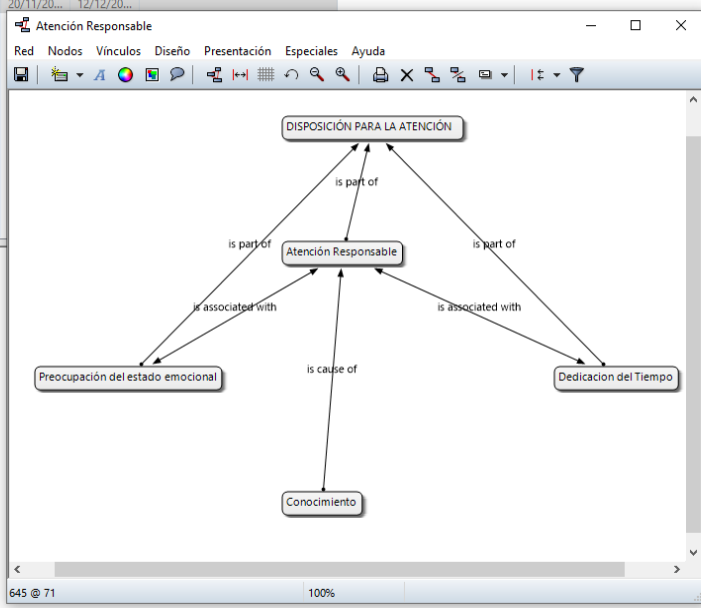 20/11/20... 12/12/20...
Atención Responsable
Red Nodos Vínculos Diseño Presentación Especiales Ayuda
DISPOSICIÓN PARA LA ATENCIÓN
is part of
is part of
is part of
Atención Responsable
is associated with
is associated with
is cause of
Preocupación del estado emocional
Dedicacion del Tiempo
Conocimiento
645 @ 71
100%